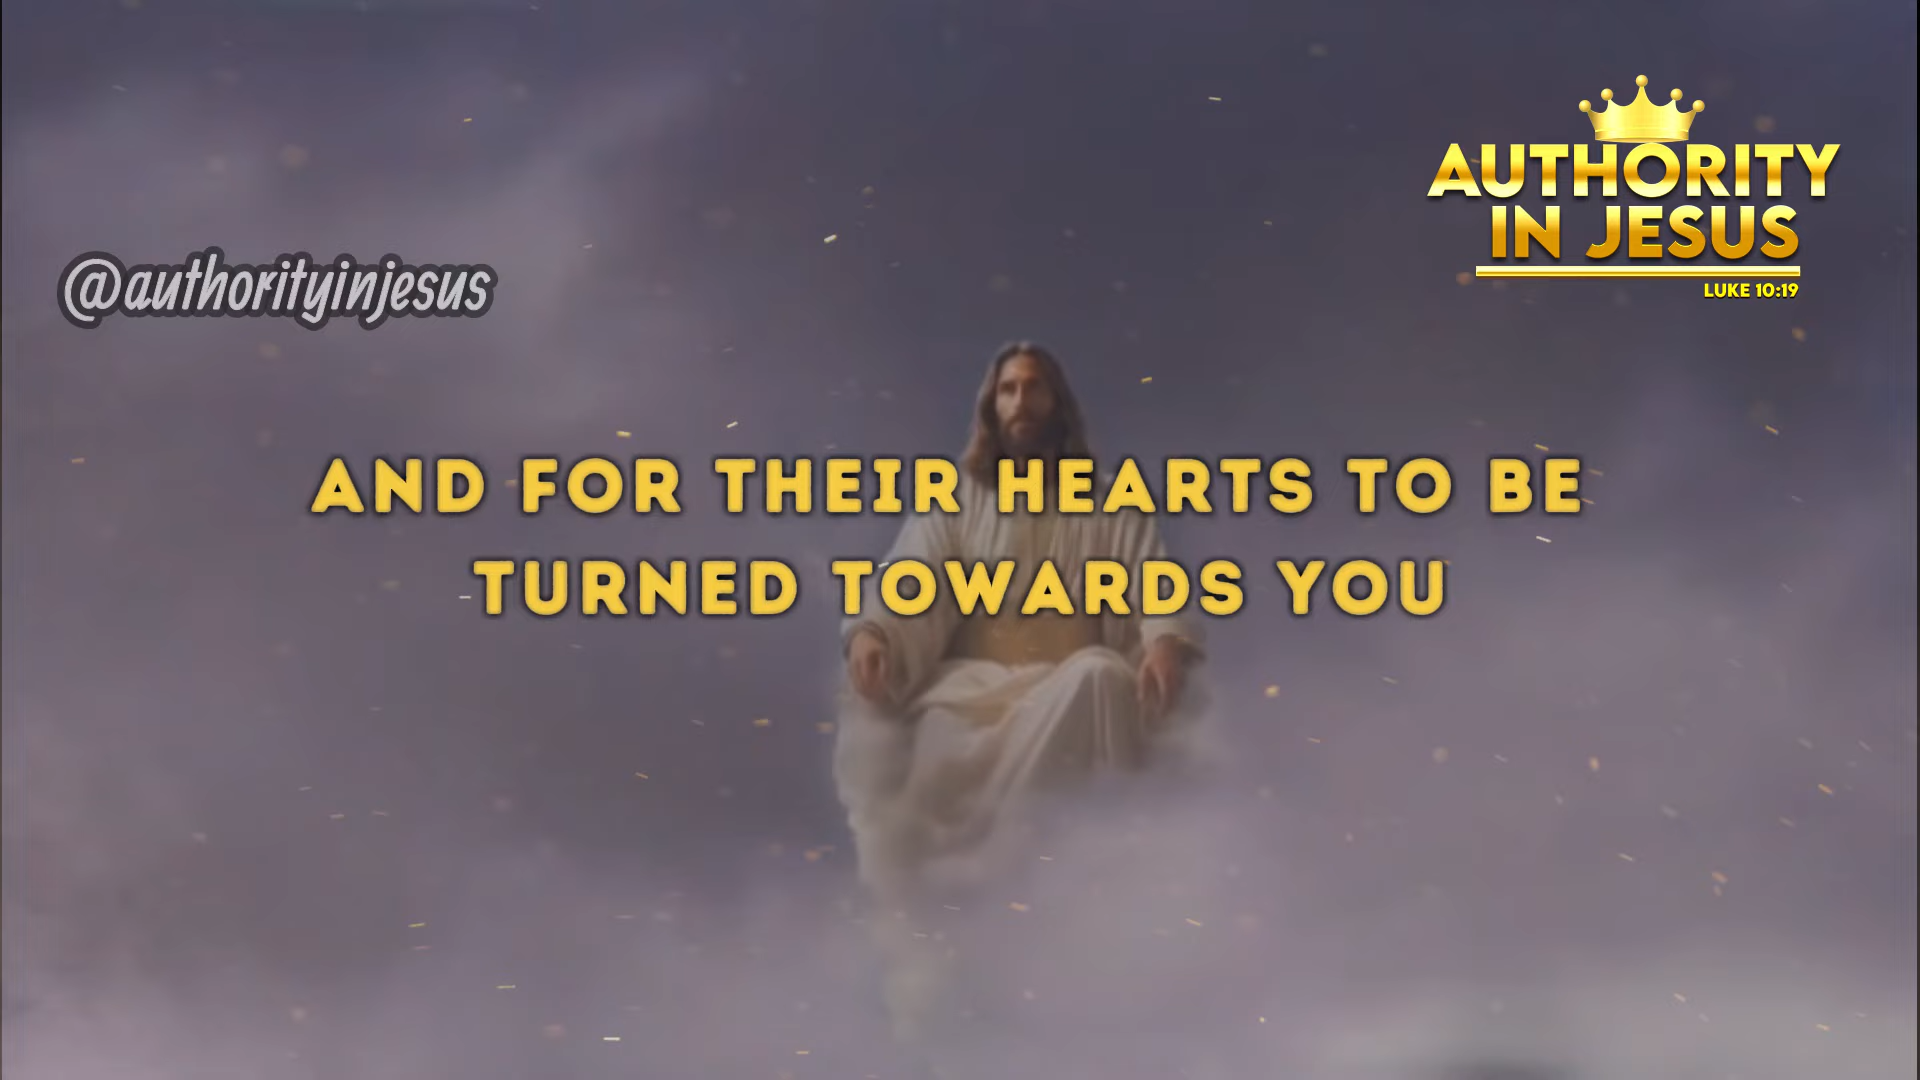 AUTHORITY
IN JESUS
LUKE 10:19
@authorityinjesus
AND FOR THEIR HEARTS TO BE
TURNED TOWARDS YOU